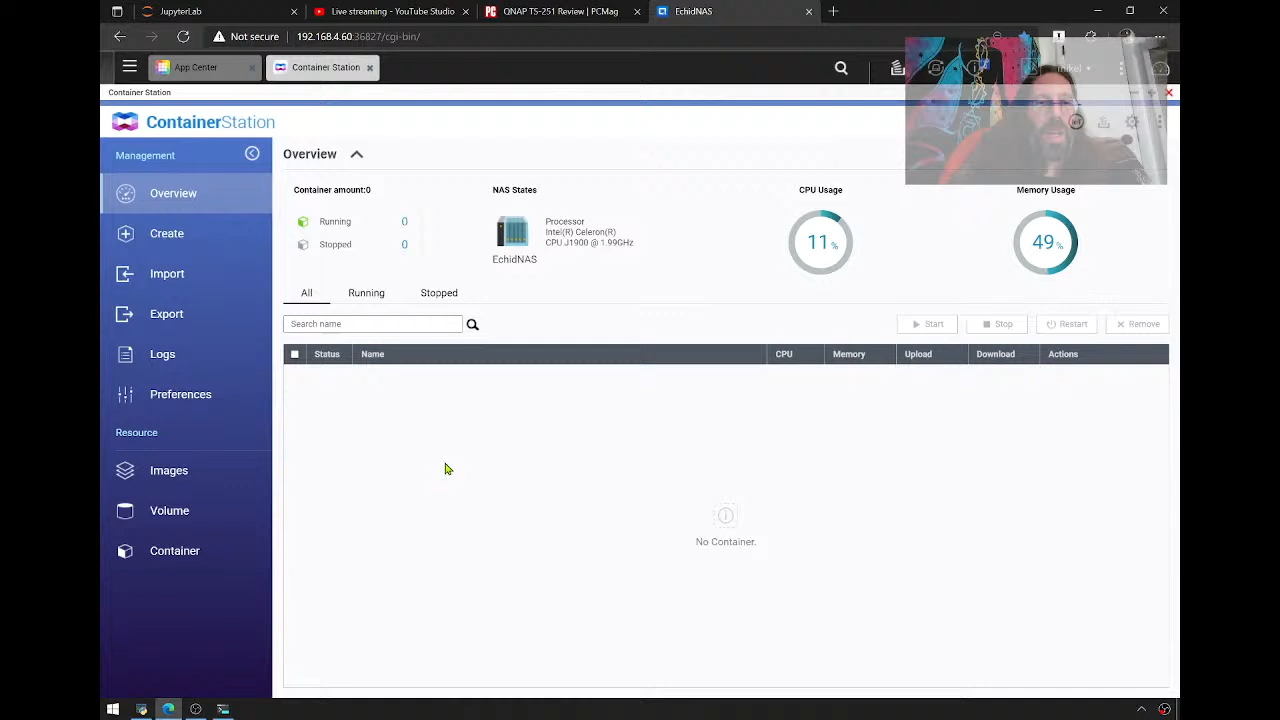 JupyterLab
Live streaming - YouTube Studio
PC
QNAP TS-251 Review | PCMag
EchidNAS
Not secure
192.168.4.60:36827/cgi-bin/
App Center
Container Station
mikel
Container Station
ContainerStation
Management
Overview
Create
Import
Export
Logs
Preferences
Resource
Images
Volume
Container
Overview
Container amount:0
Running 0
Stopped 0
NAS States
Processor
Intel(R) Celeron(R)
CPU J1900 @ 1.99GHz
EchidNAS
CPU Usage
11 %
Memory Usage
49 %
All Running Stopped
Search name
Start Stop Restart Remove
Status Name CPU Memory Upload Download Actions
No Container.